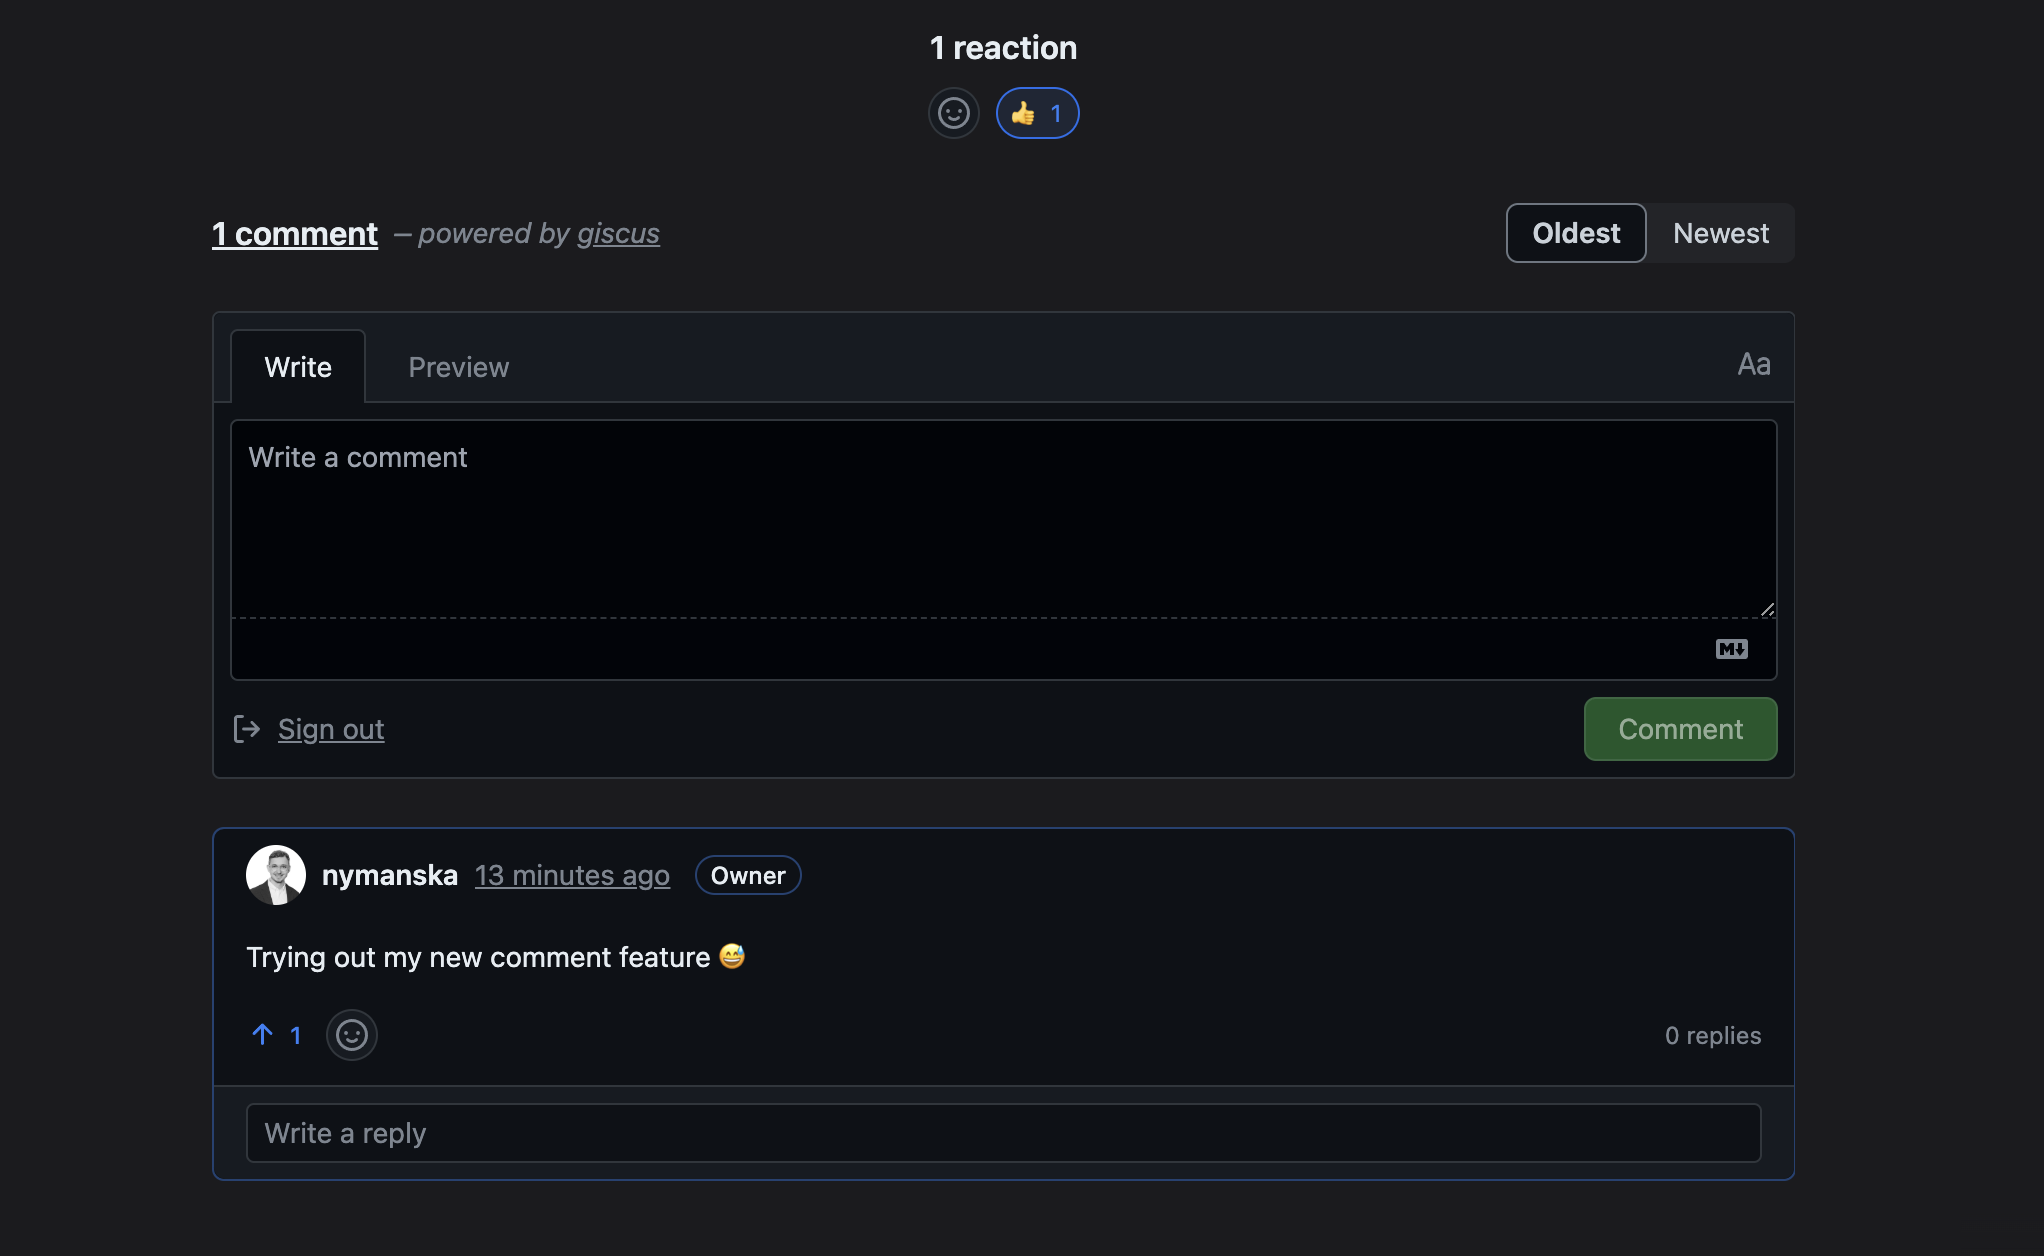 1 reaction
👍 1
1 comment – powered by giscus
Oldest Newest
Write Preview Aa
Write a comment
M↓
Sign out Comment
nymanska 13 minutes ago Owner
Trying out my new comment feature 😅
↑ 1 0 replies
Write a reply